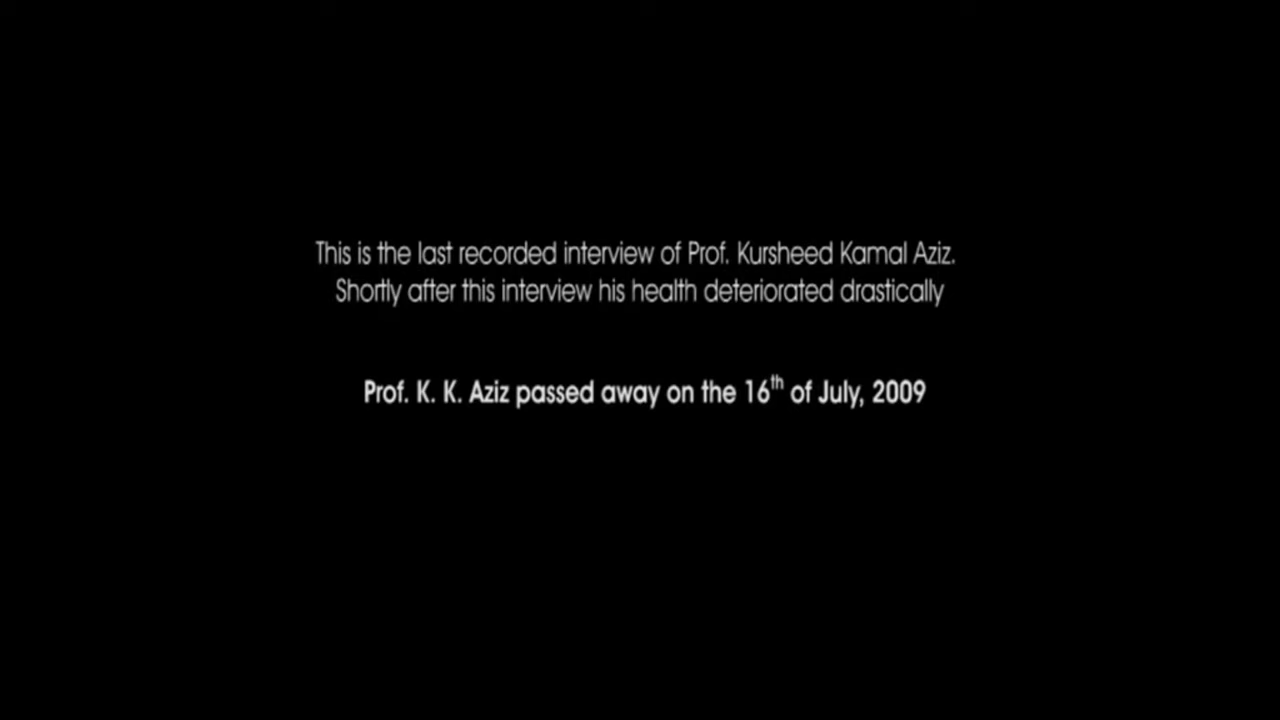 This is the last recorded interview of Prof. Kursheed Kamal Aziz.
Shortly after this interview his health deteriorated drastically
Prof. K. K. Aziz passed away on the 16th of July, 2009